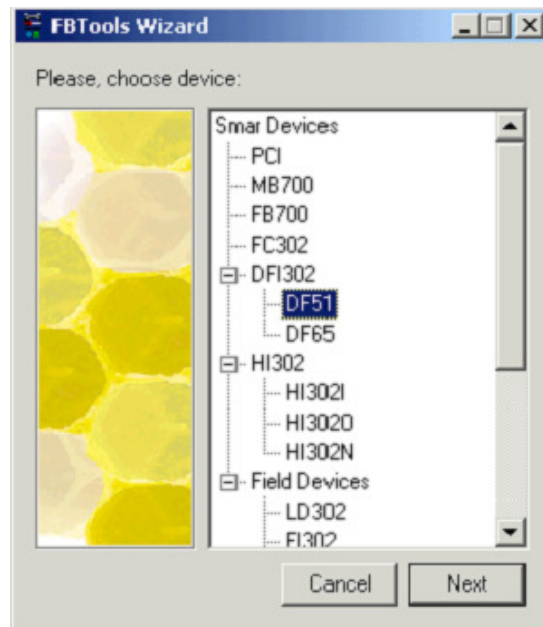 FBTools Wizard
Please, choose device:
Smar Devices
PCI
MB700
FB700
FC302
DFI302
DF51
DF65
HI302
HI302I
HI302O
HI302N
Field Devices
LD302
FI302
Cancel
Next